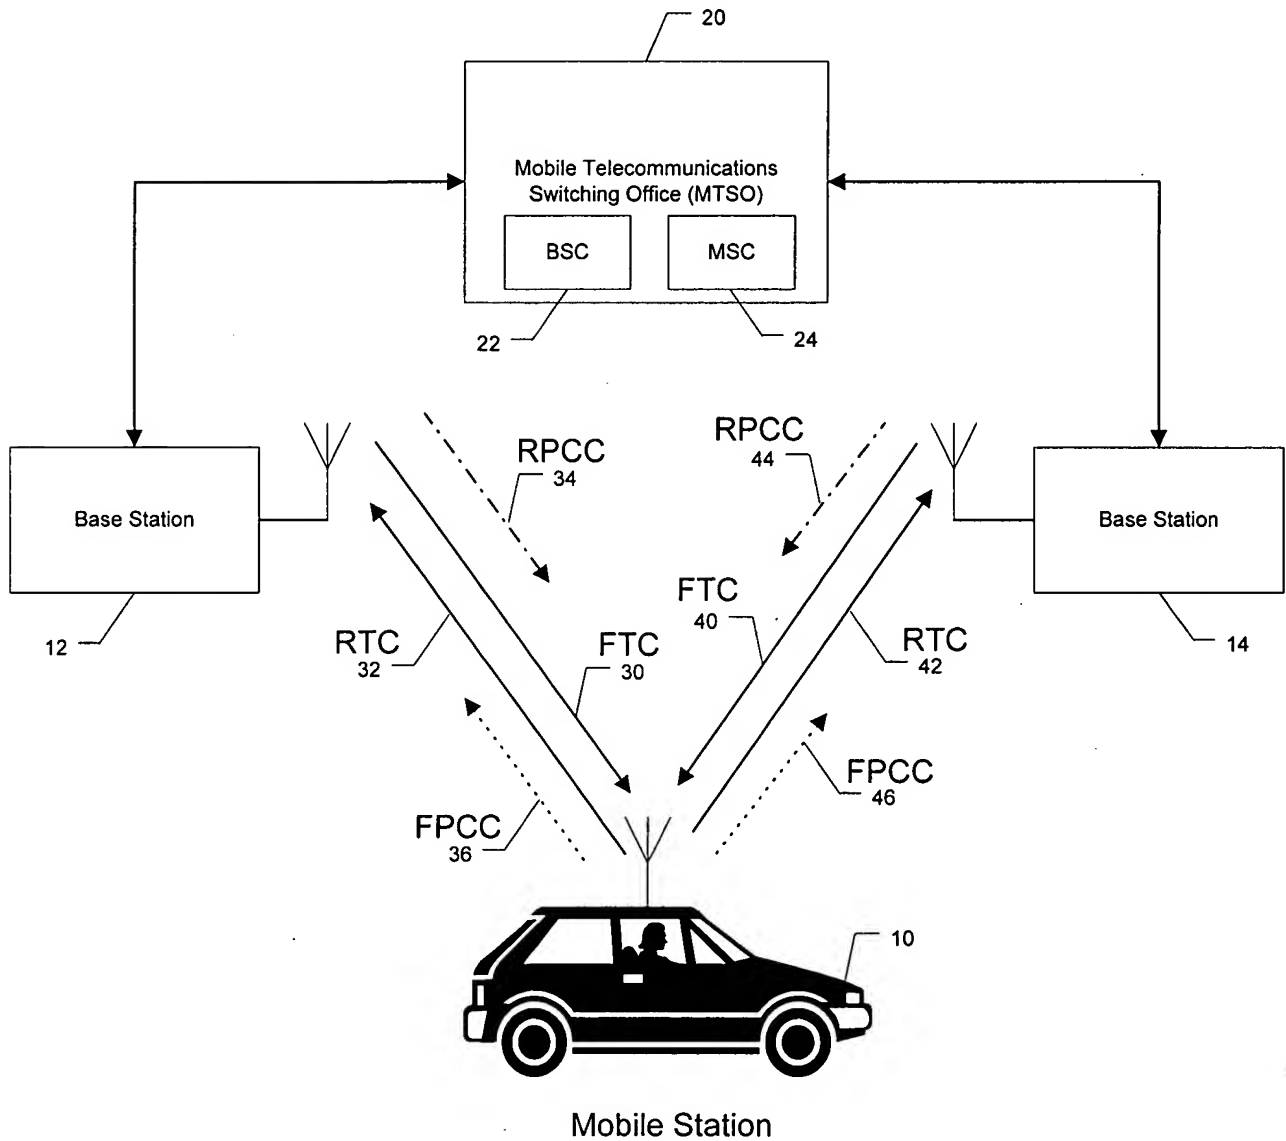 20
Mobile Telecommunications
Switching Office (MTSO)
BSC
MSC
22
24
RPCC
34
RPCC
44
Base Station
Base Station
12
RTC
32
FTC
30
FTC
40
RTC
42
14
FPCC
36
FPCC
46
10
Mobile Station